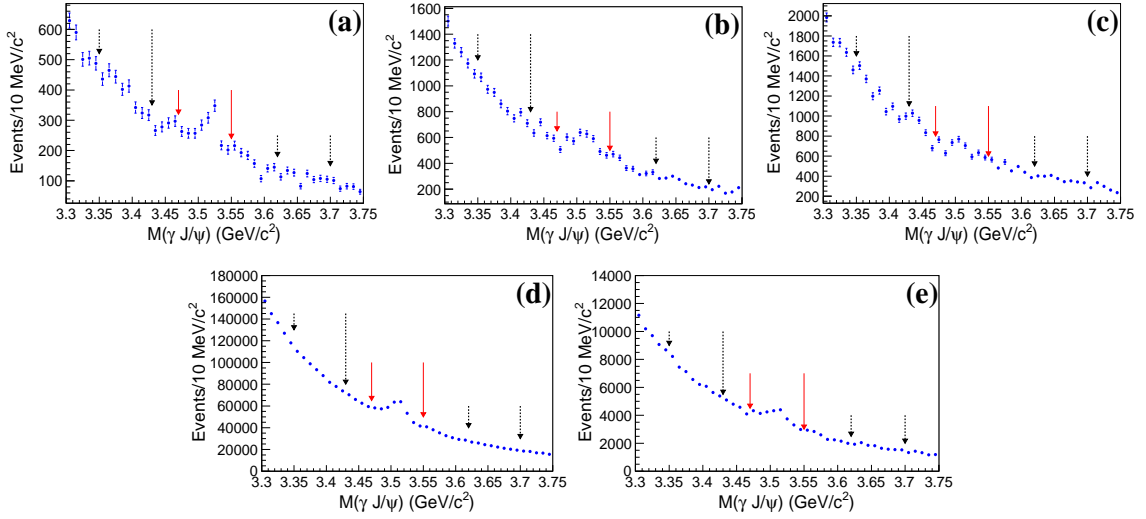 (a)
Events/10 MeV/c²
600
500
400
300
200
100
3.3 3.35 3.4 3.45 3.5 3.55 3.6 3.65 3.7 3.75
M(γ J/ψ) (GeV/c²)
(b)
Events/10 MeV/c²
1600
1400
1200
1000
800
600
400
200
3.3 3.35 3.4 3.45 3.5 3.55 3.6 3.65 3.7 3.75
M(γ J/ψ) (GeV/c²)
(c)
Events/10 MeV/c²
2000
1800
1600
1400
1200
1000
800
600
400
200
3.3 3.35 3.4 3.45 3.5 3.55 3.6 3.65 3.7 3.75
M(γ J/ψ) (GeV/c²)
(d)
Events/10 MeV/c²
180000
160000
140000
120000
100000
80000
60000
40000
20000
0
3.3 3.35 3.4 3.45 3.5 3.55 3.6 3.65 3.7 3.75
M(γ J/ψ) (GeV/c²)
(e)
Events/10 MeV/c²
14000
12000
10000
8000
6000
4000
2000
0
3.3 3.35 3.4 3.45 3.5 3.55 3.6 3.65 3.7 3.75
M(γ J/ψ) (GeV/c²)